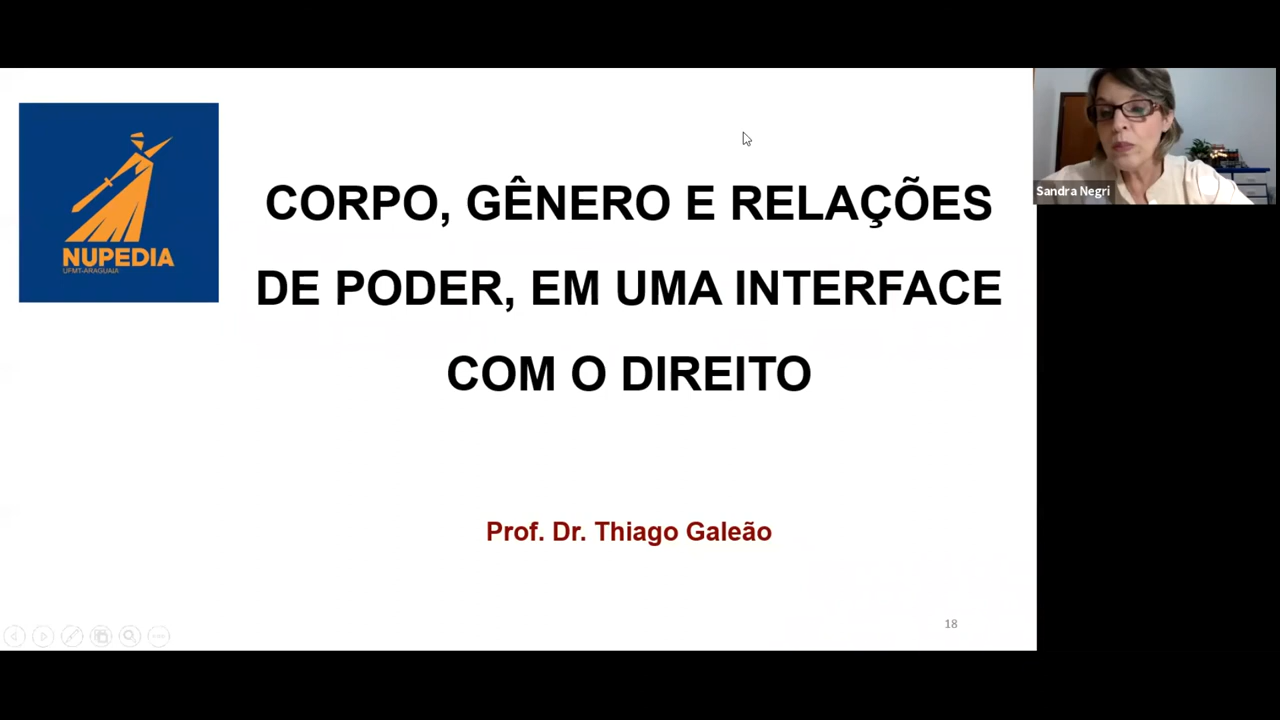 NUPEDIA
UFMT-ARAGUAIA
CORPO, GÊNERO E RELAÇÕES
DE PODER, EM UMA INTERFACE
COM O DIREITO
Prof. Dr. Thiago Galeão
18
Sandra Negri